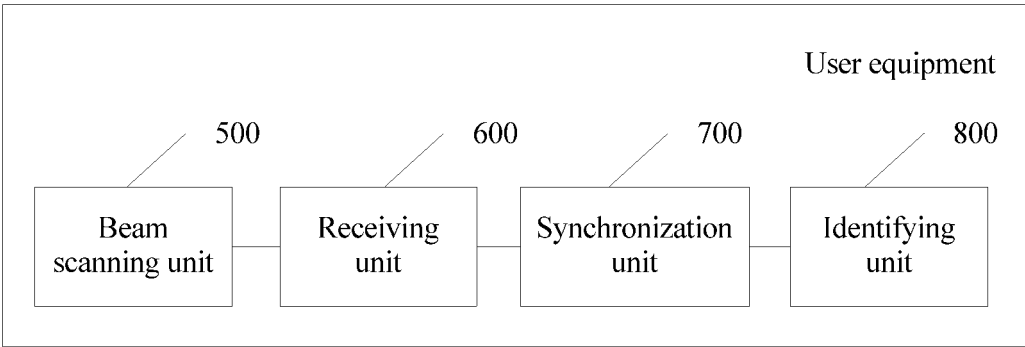 User equipment
500
600
700
800
Beam
scanning unit
Receiving
unit
Synchronization
unit
Identifying
unit